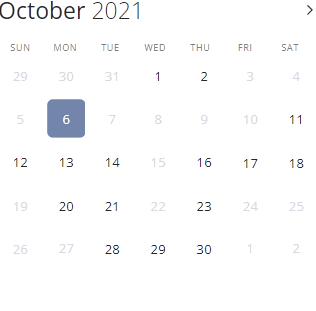 October 2021
SUN MON TUE WED THU FRI SAT
29 30 31 1 2 3 4
5 6 7 8 9 10 11
12 13 14 15 16 17 18
19 20 21 22 23 24 25
26 27 28 29 30 1 2